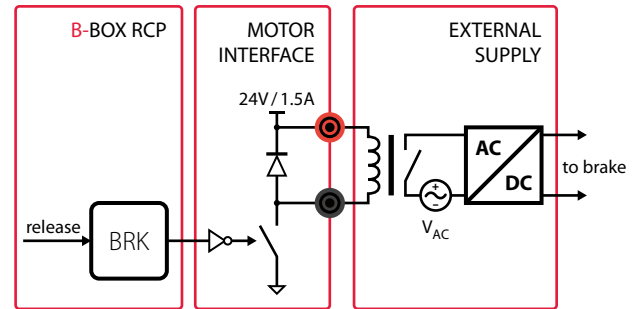 B-BOX RCP
MOTOR
INTERFACE
EXTERNAL
SUPPLY
24V / 1.5A
AC
DC
to brake
release
BRK
VAC